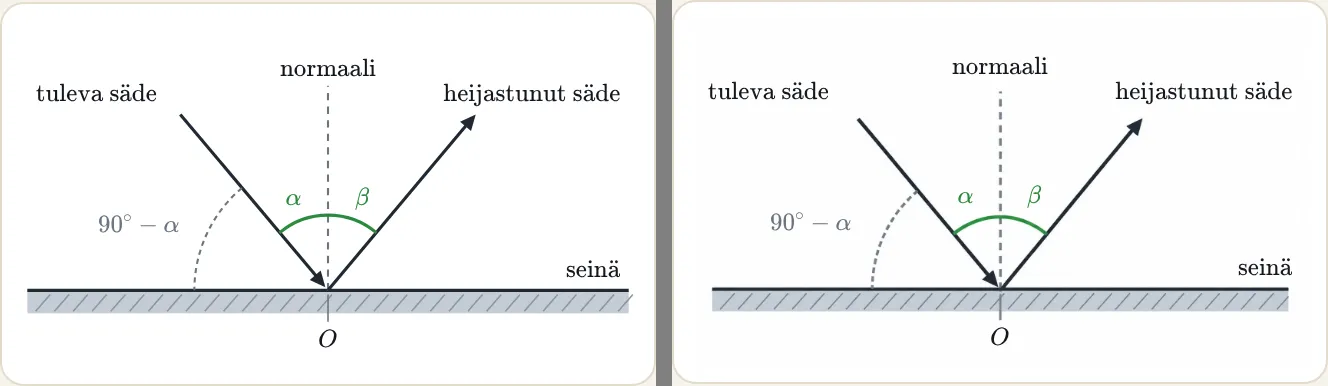 normaali
tuleva säde
heijastunut säde
α
β
90° − α
seinä
O
normaali
tuleva säde
heijastunut säde
α
β
90° − α
seinä
O